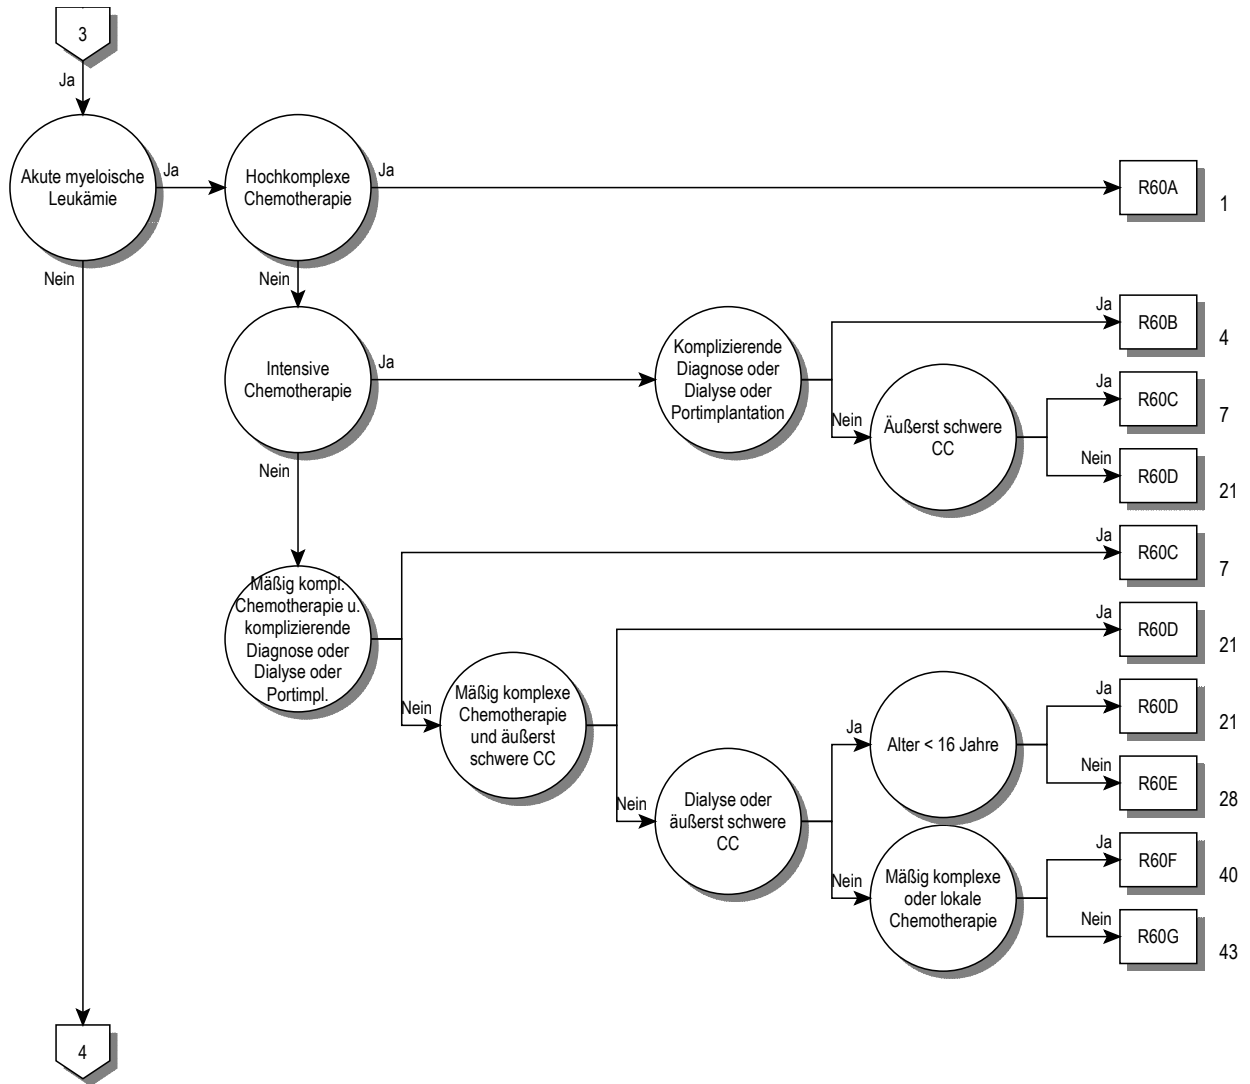 3
Ja
Akute myeloische
Leukämie
Ja
Hochkomplexe
Chemotherapie
Ja
R60A
1
Nein
Nein
Intensive
Chemotherapie
Ja
Komplizierende
Diagnose oder
Dialyse oder
Portimplantation
Ja
R60B
4
Nein
Äußerst schwere
CC
Ja
R60C
7
Nein
R60D
21
Nein
Mäßig kompl.
Chemotherapie u.
komplizierende
Diagnose oder
Dialyse oder
Portimpl.
Ja
R60C
7
Nein
Mäßig komplexe
Chemotherapie
und äußerst
schwere CC
Ja
R60D
21
Nein
Dialyse oder
äußerst schwere
CC
Ja
Alter < 16 Jahre
Ja
R60D
21
Nein
R60E
28
Nein
Mäßig komplexe
oder lokale
Chemotherapie
Ja
R60F
40
Nein
R60G
43
4